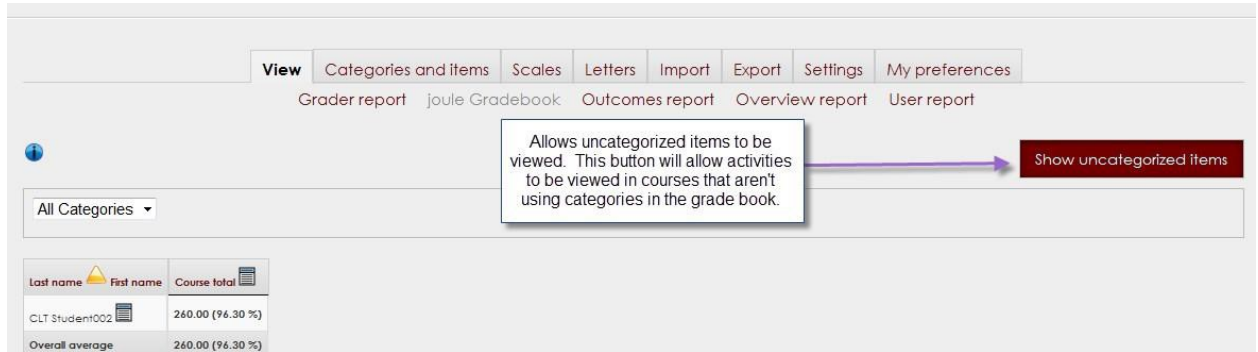 View Categories and items Scales Letters Import Export Settings My preferences
Grader report joule Gradebook Outcomes report Overview report User report
Allows uncategorized items to be
viewed. This button will allow activities
to be viewed in courses that aren't
using categories in the grade book.
Show uncategorized items
All Categories
Last name First name Course total
CLT Student002 260.00 (96.30 %)
Overall average 260.00 (96.30 %)